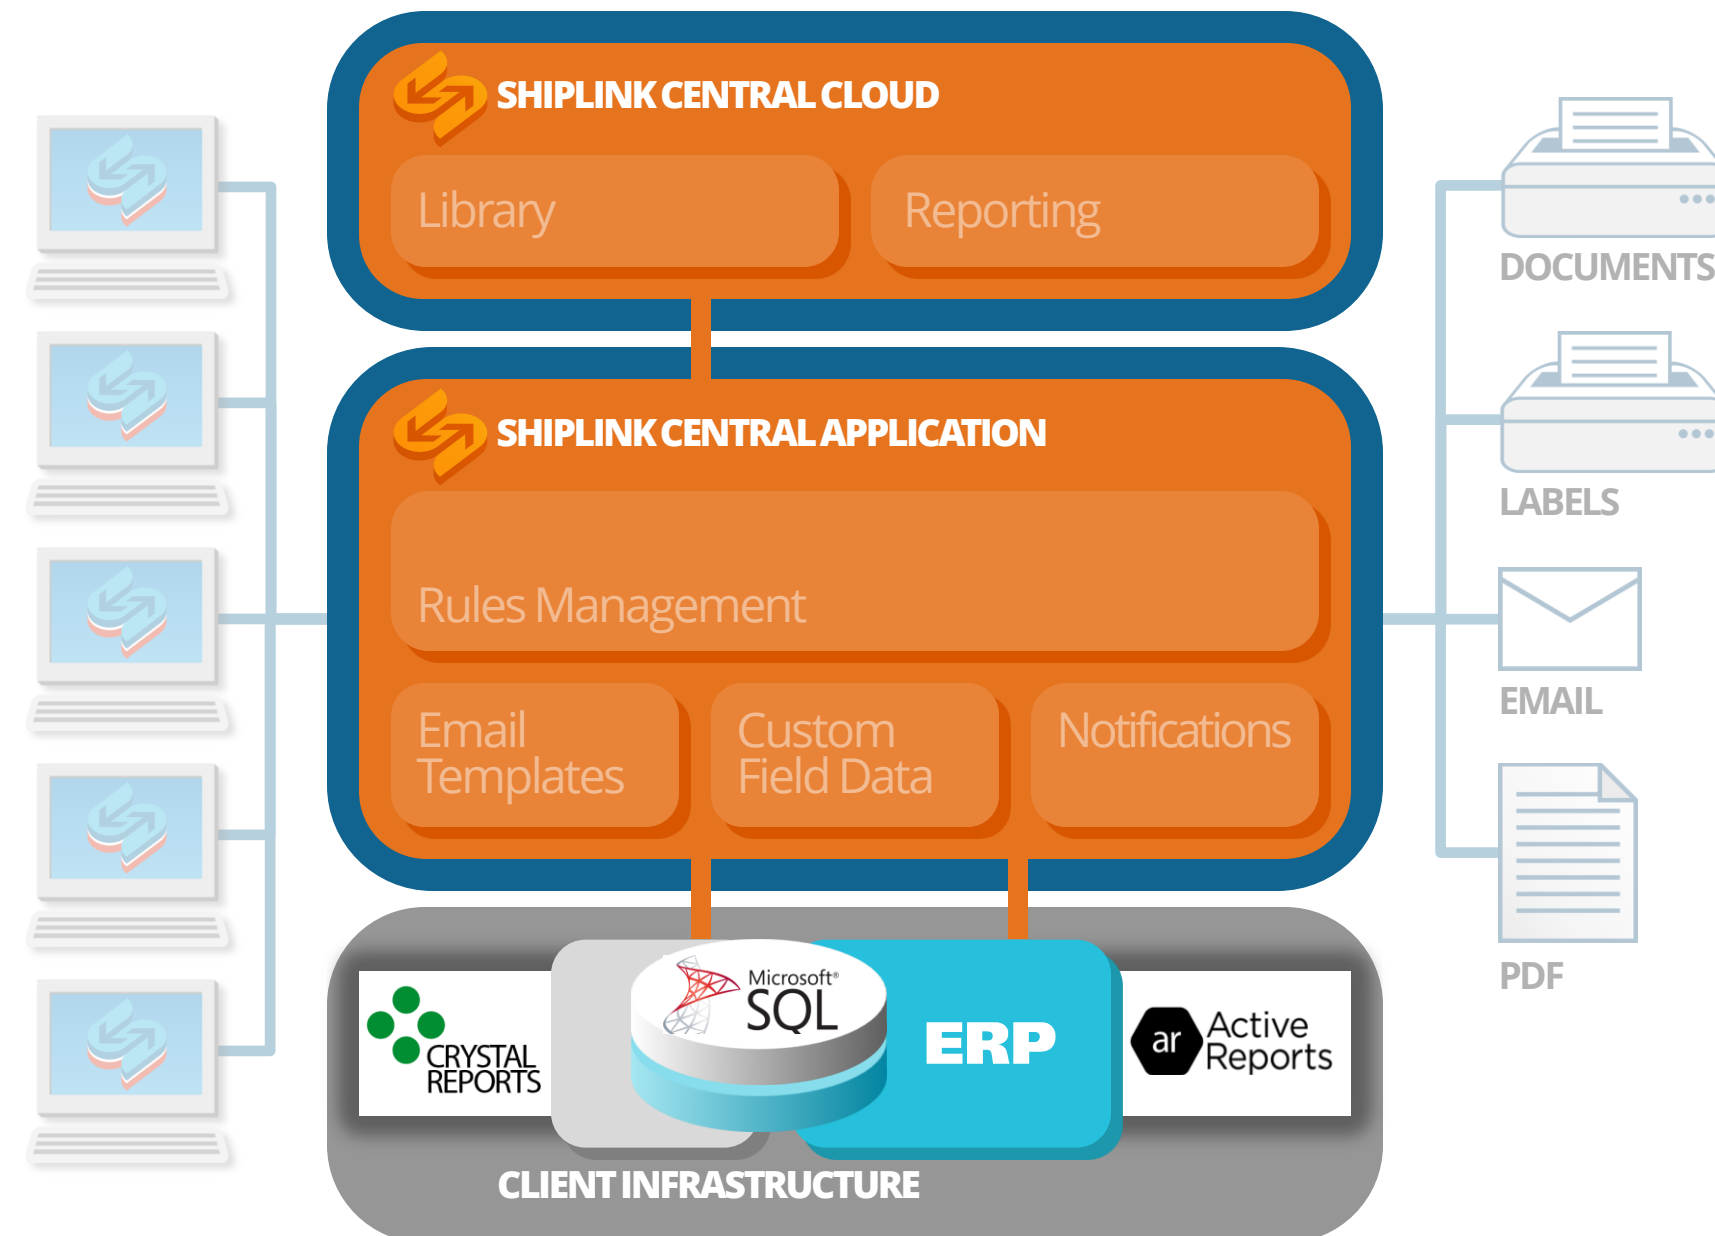 SHIPLINK CENTRAL CLOUD
Library
Reporting
SHIPLINK CENTRAL APPLICATION
Rules Management
Email
Templates
Custom
Field Data
Notifications
CRYSTAL
REPORTS
Microsoft®
SQL
ERP
ar
Active
Reports
CLIENT INFRASTRUCTURE
DOCUMENTS
LABELS
EMAIL
PDF